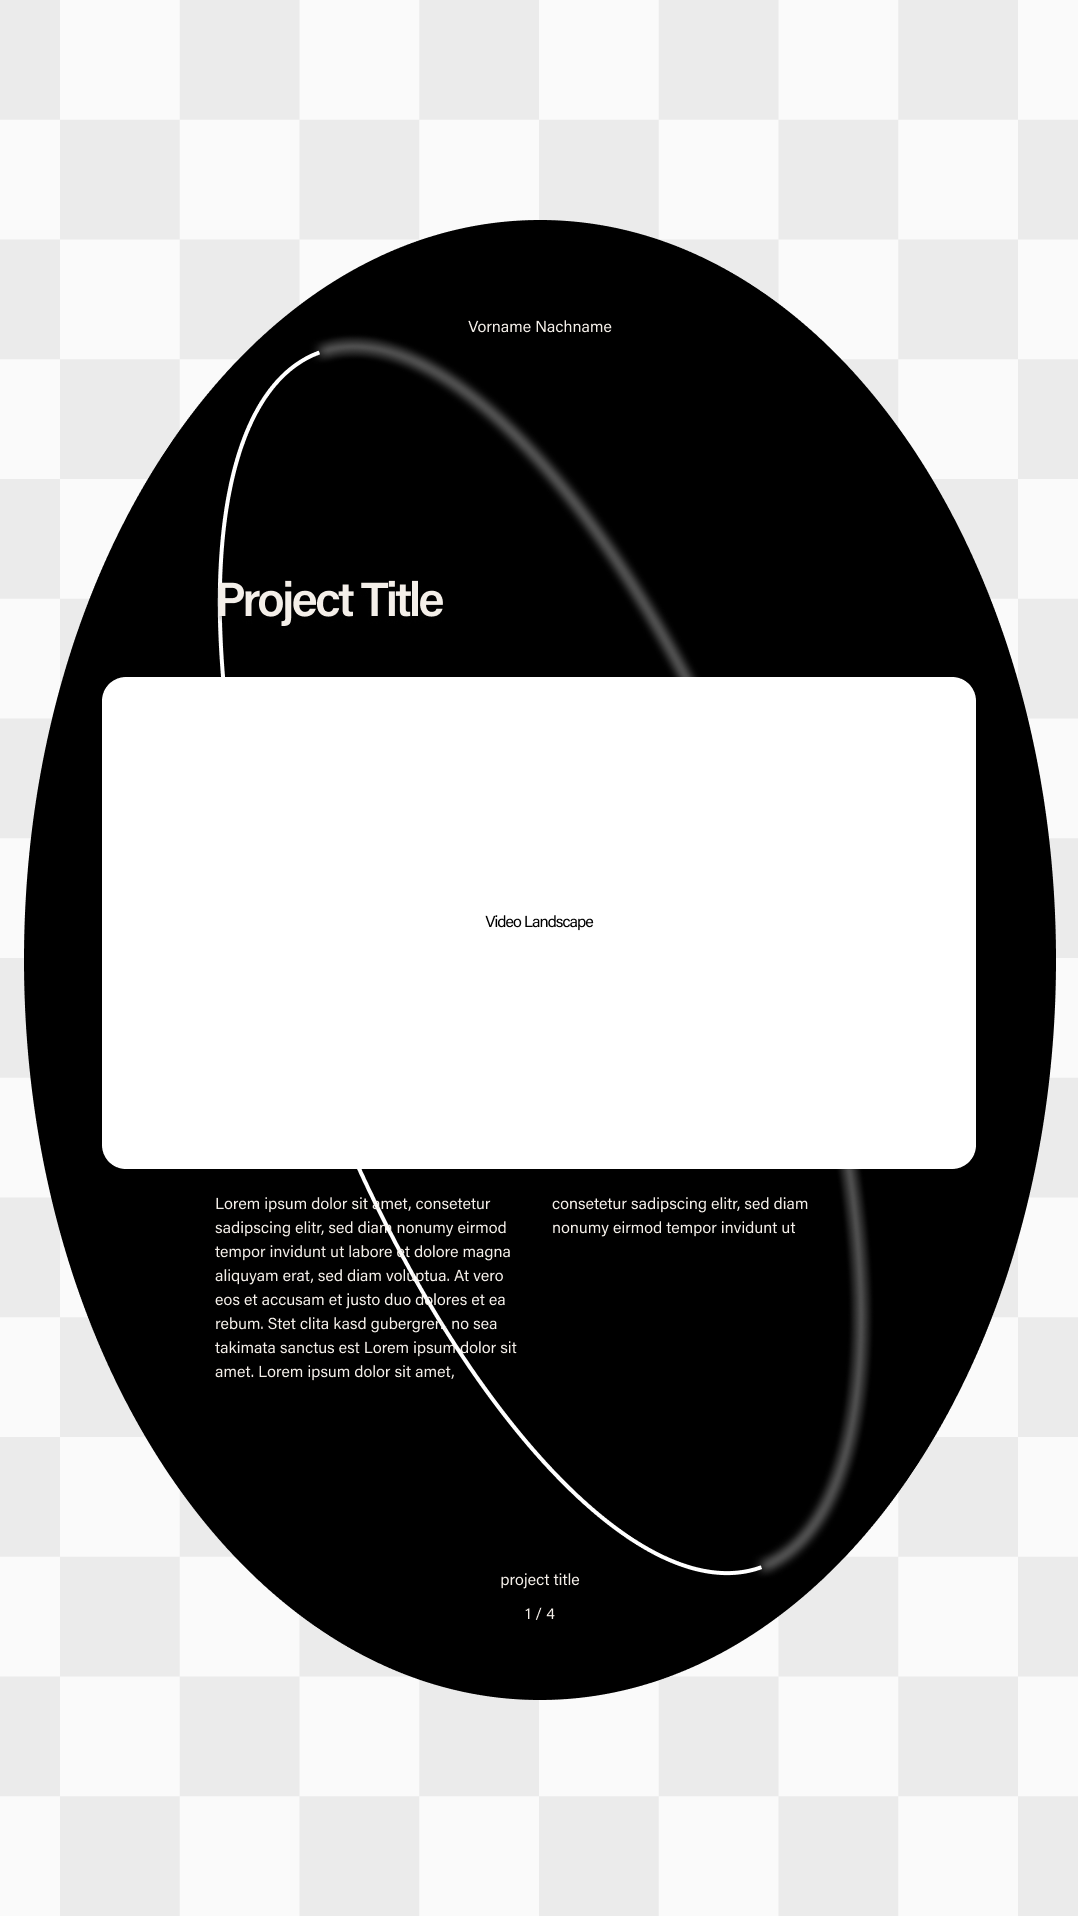 Vorname Nachname
Project Title
Video Landscape
Lorem ipsum dolor sit amet, consetetur
sadipscing elitr, sed diam nonumy eirmod
tempor invidunt ut labore et dolore magna
aliquyam erat, sed diam voluptua. At vero
eos et accusam et justo duo dolores et ea
rebum. Stet clita kasd gubergren, no sea
takimata sanctus est Lorem ipsum dolor sit
amet. Lorem ipsum dolor sit amet,
consetetur sadipscing elitr, sed diam
nonumy eirmod tempor invidunt ut
project title
1 / 4